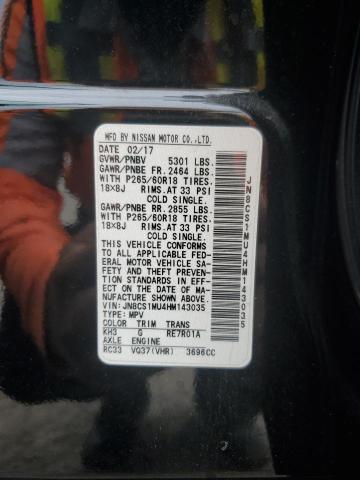 MFD BY NISSAN MOTOR CO.,LTD.
DATE 02/17
GVWR/PNBV 5301 LBS.
GAWR/PNBE FR. 2464 LBS.
WITH P265/60R18 TIRES.
18X8J RIMS.AT 33 PSI
COLD SINGLE.
GAWR/PNBE RR. 2855 LBS.
WITH P265/60R18 TIRES.
18X8J RIMS.AT 33 PSI
COLD SINGLE.
THIS VEHICLE CONFORMS
TO ALL APPLICABLE FED-
ERAL MOTOR VEHICLE SA-
FETY AND THEFT PREVEN-
TION STANDARDS IN EFF-
ECT ON THE DATE OF MA-
NUFACTURE SHOWN ABOVE.
VIN: JN8CS1MU4HM143035
TYPE: MPV
COLOR TRIM TRANS
KH3 G RE7R01A
AXLE ENGINE
RC33 VQ37(VHR) 3696CC
JN8CS1MU4HM143035